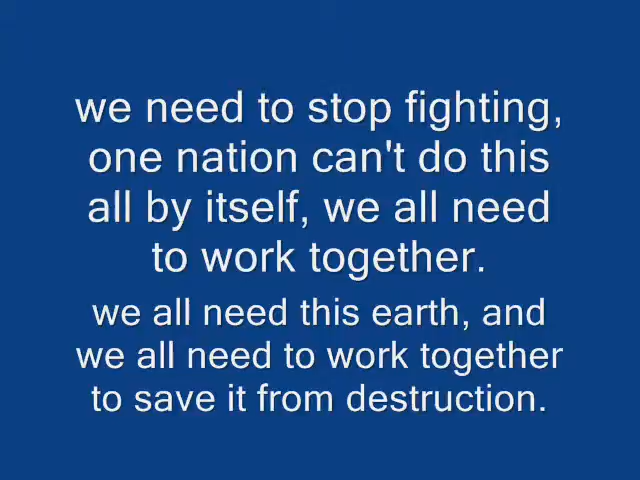 we need to stop fighting,
one nation can't do this
all by itself, we all need
to work together.
we all need this earth, and
we all need to work together
to save it from destruction.